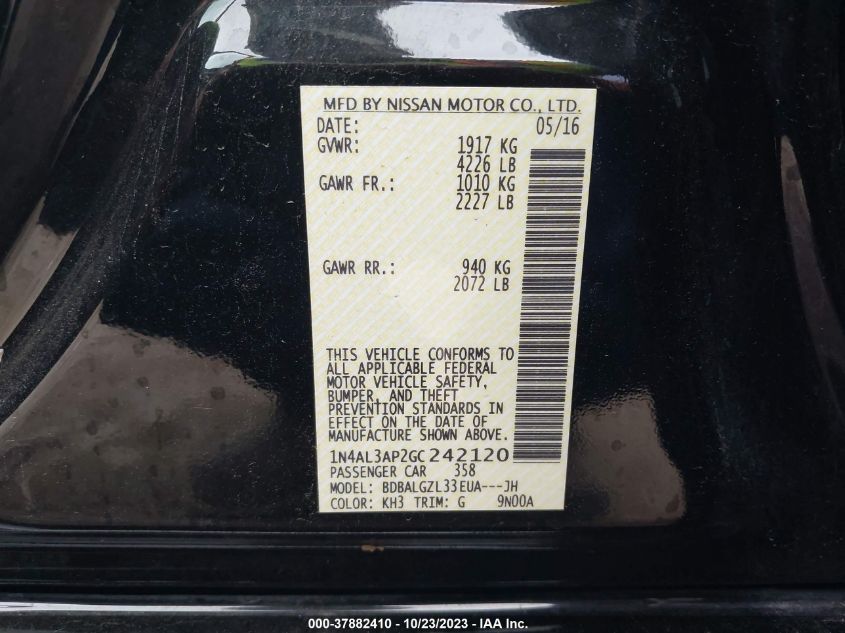 MFD BY NISSAN MOTOR CO., LTD.
DATE: 05/16
GVWR: 1917 KG
4226 LB
GAWR FR.: 1010 KG
2227 LB
GAWR RR.: 940 KG
2072 LB
THIS VEHICLE CONFORMS TO
ALL APPLICABLE FEDERAL
MOTOR VEHICLE SAFETY,
BUMPER, AND THEFT
PREVENTION STANDARDS IN
EFFECT ON THE DATE OF
MANUFACTURE SHOWN ABOVE.
1N4AL3AP2GC242120
PASSENGER CAR 358
MODEL: BDBALGZL33EUA---JH
COLOR: KH3 TRIM: G 9N00A
000-37882410 - 10/23/2023 - IAA Inc.